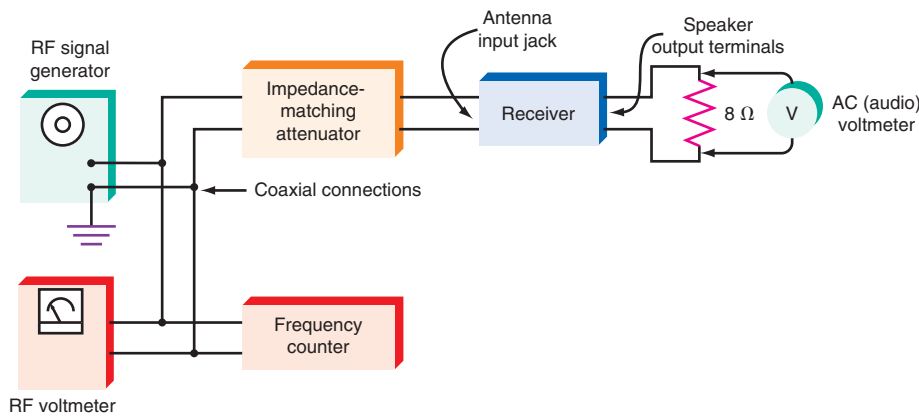 RF signal
generator
Impedance-
matching
attenuator
Antenna
input jack
Receiver
Speaker
output terminals
8 Ω
V
AC (audio)
voltmeter
Coaxial connections
Frequency
counter
RF voltmeter